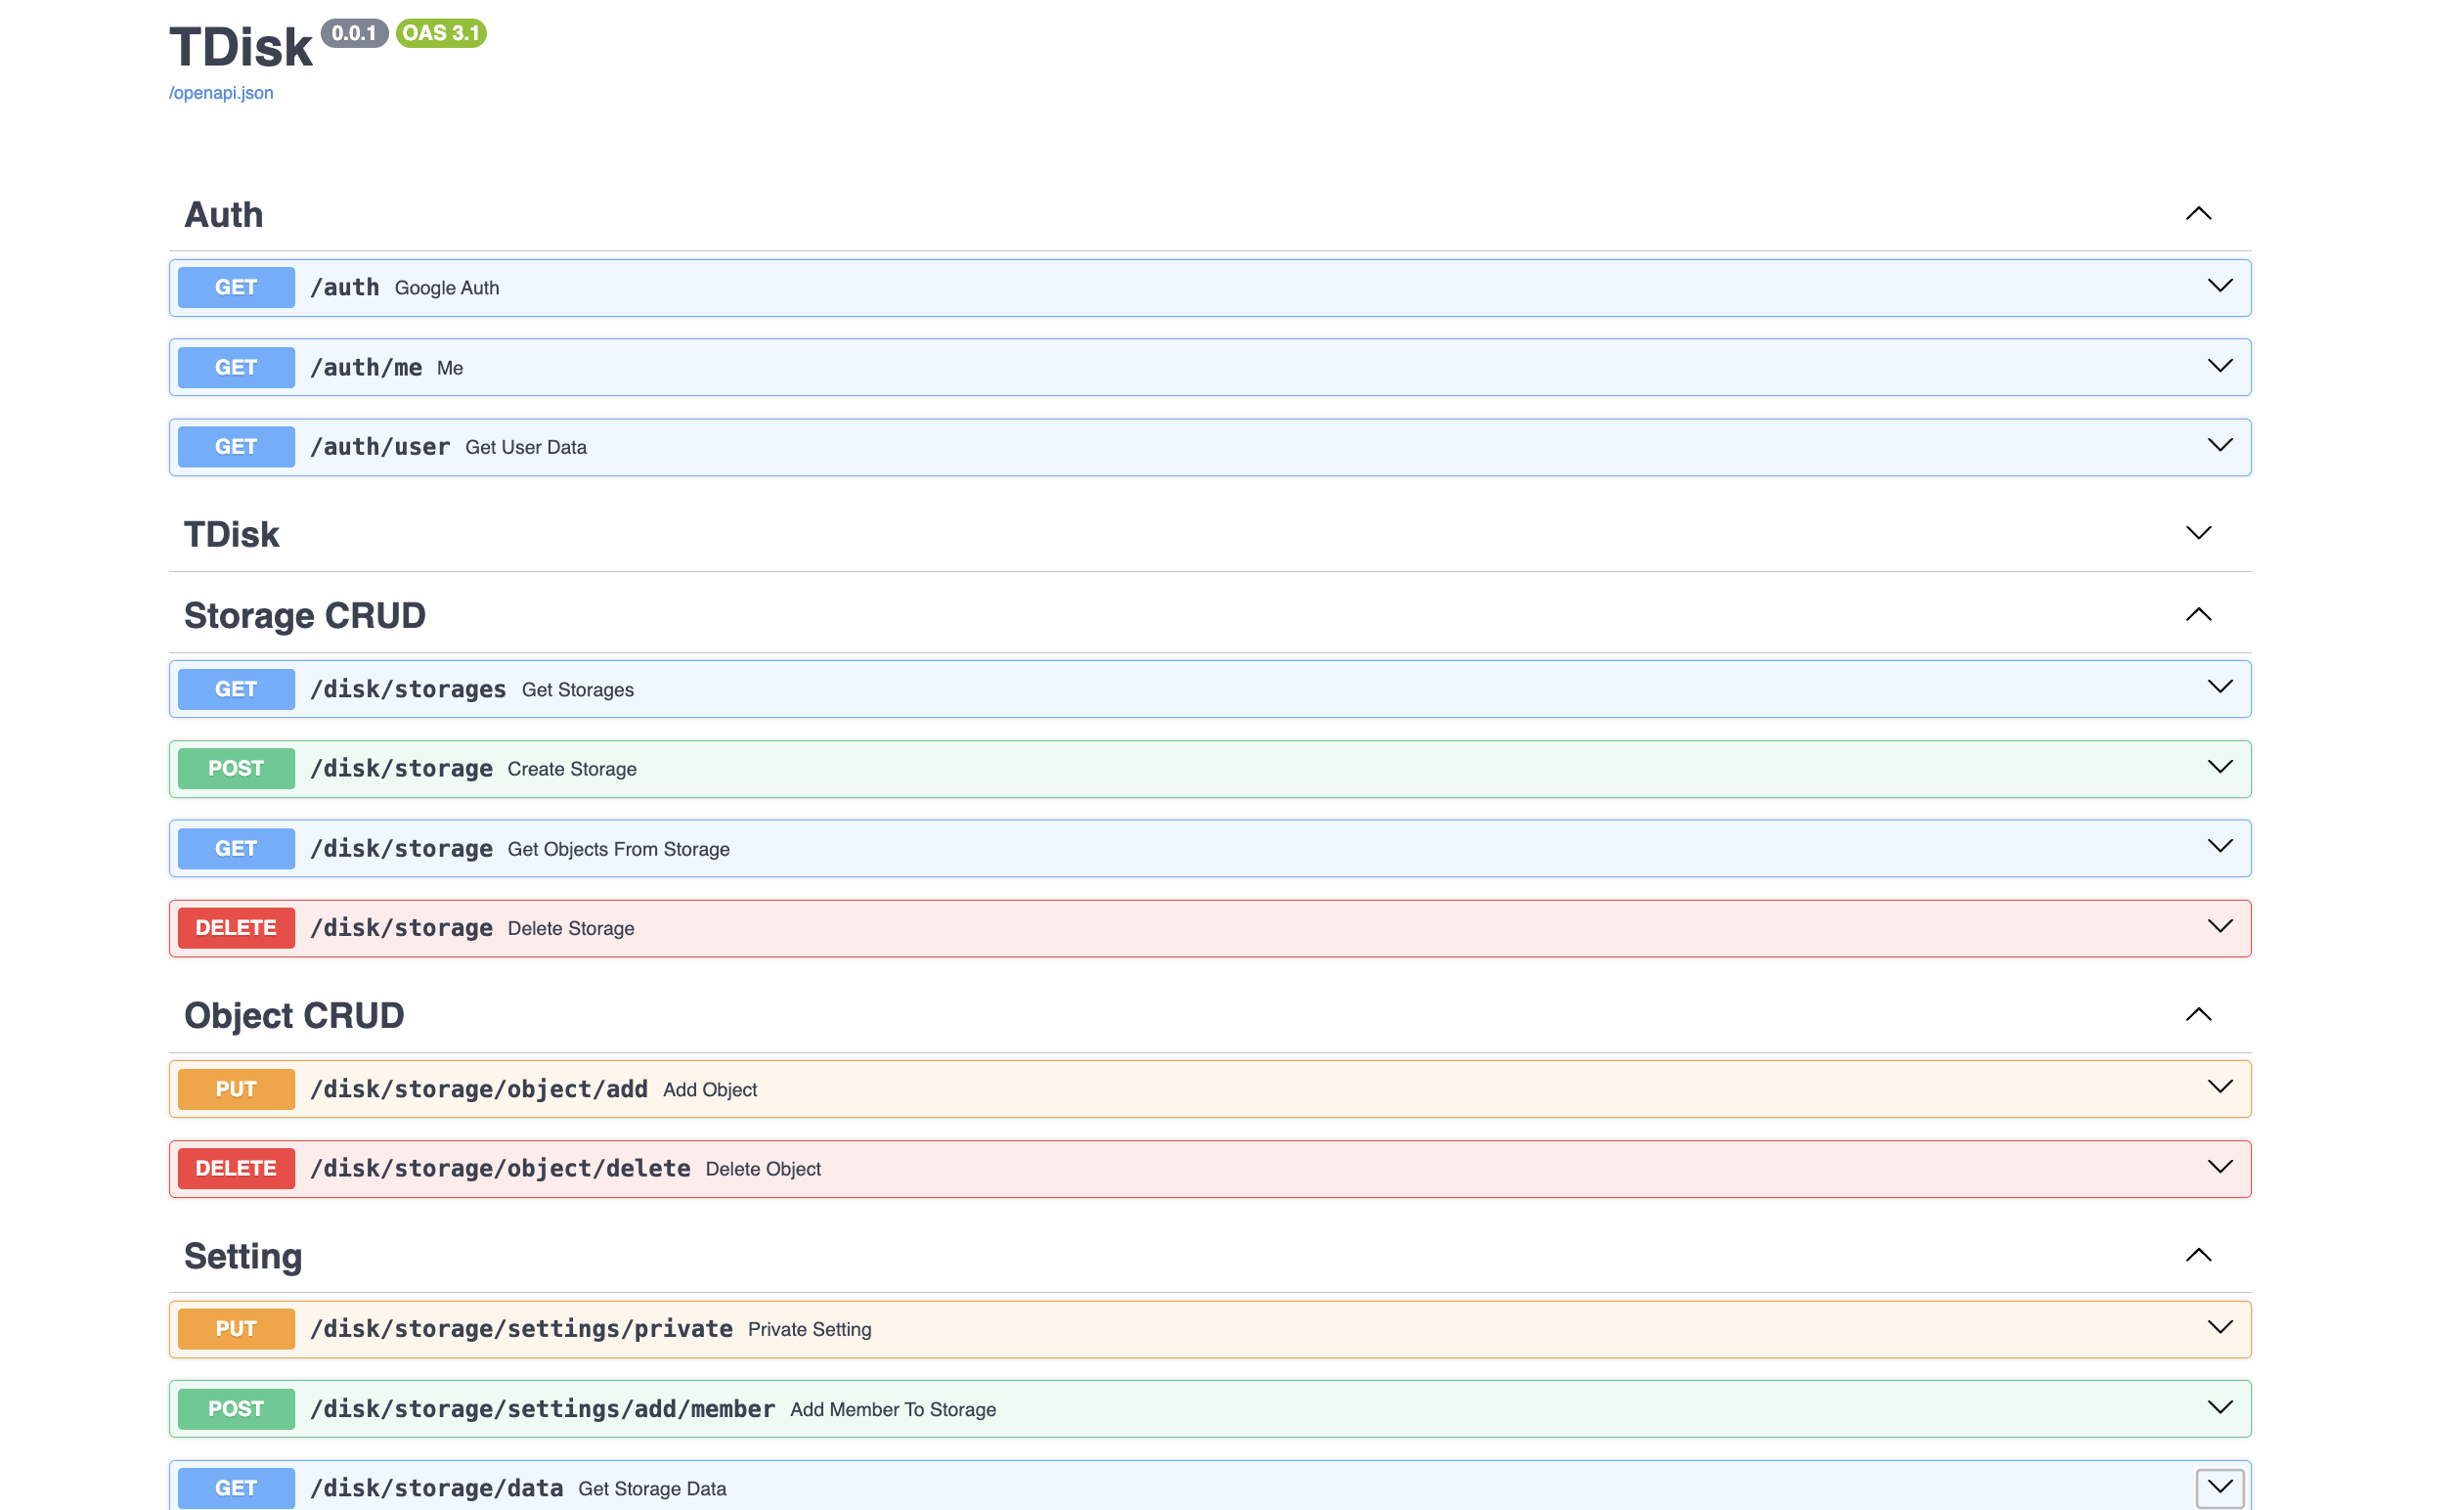 TDisk 0.0.1 OAS 3.1
/openapi.json
Auth
GET /auth Google Auth
GET /auth/me Me
GET /auth/user Get User Data
TDisk
Storage CRUD
GET /disk/storages Get Storages
POST /disk/storage Create Storage
GET /disk/storage Get Objects From Storage
DELETE /disk/storage Delete Storage
Object CRUD
PUT /disk/storage/object/add Add Object
DELETE /disk/storage/object/delete Delete Object
Setting
PUT /disk/storage/settings/private Private Setting
POST /disk/storage/settings/add/member Add Member To Storage
GET /disk/storage/data Get Storage Data